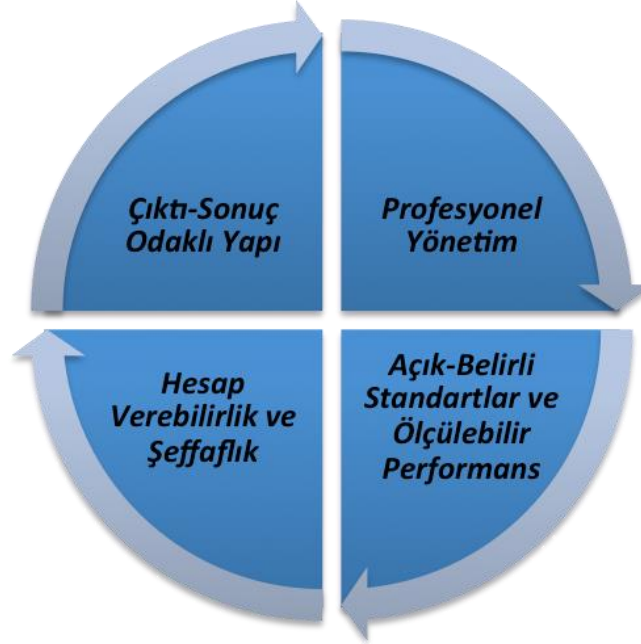 Çıktı-Sonuç
Odaklı Yapı
Profesyonel
Yönetim
Hesap
Verebilirlik ve
Şeffaflık
Açık-Belirli
Standartlar ve
Ölçülebilir
Performans